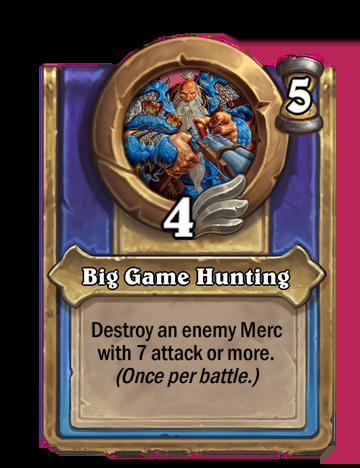 5
4
Big Game Hunting
Destroy an enemy Merc
with 7 attack or more.
(Once per battle.)